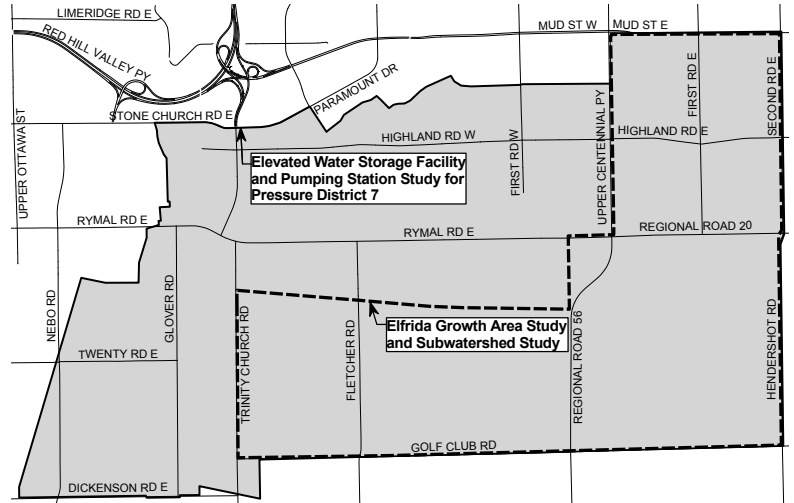 LIMERIDGE RD E
MUD ST W
MUD ST E
RED HILL VALLEY PY
PARAMOUNT DR
STONE CHURCH RD E
UPPER OTTAWA ST
HIGHLAND RD W
FIRST RD W
UPPER CENTENNIAL PY
FIRST RD E
SECOND RD E
HIGHLAND RD E
Elevated Water Storage Facility
and Pumping Station Study for
Pressure District 7
RYMAL RD E
RYMAL RD E
REGIONAL ROAD 20
NEBO RD
GLOVER RD
TRINITY CHURCH RD
FLETCHER RD
Elfrida Growth Area Study
and Subwatershed Study
REGIONAL ROAD 56
HENDERSHOT RD
TWENTY RD E
GOLF CLUB RD
DICKENSON RD E